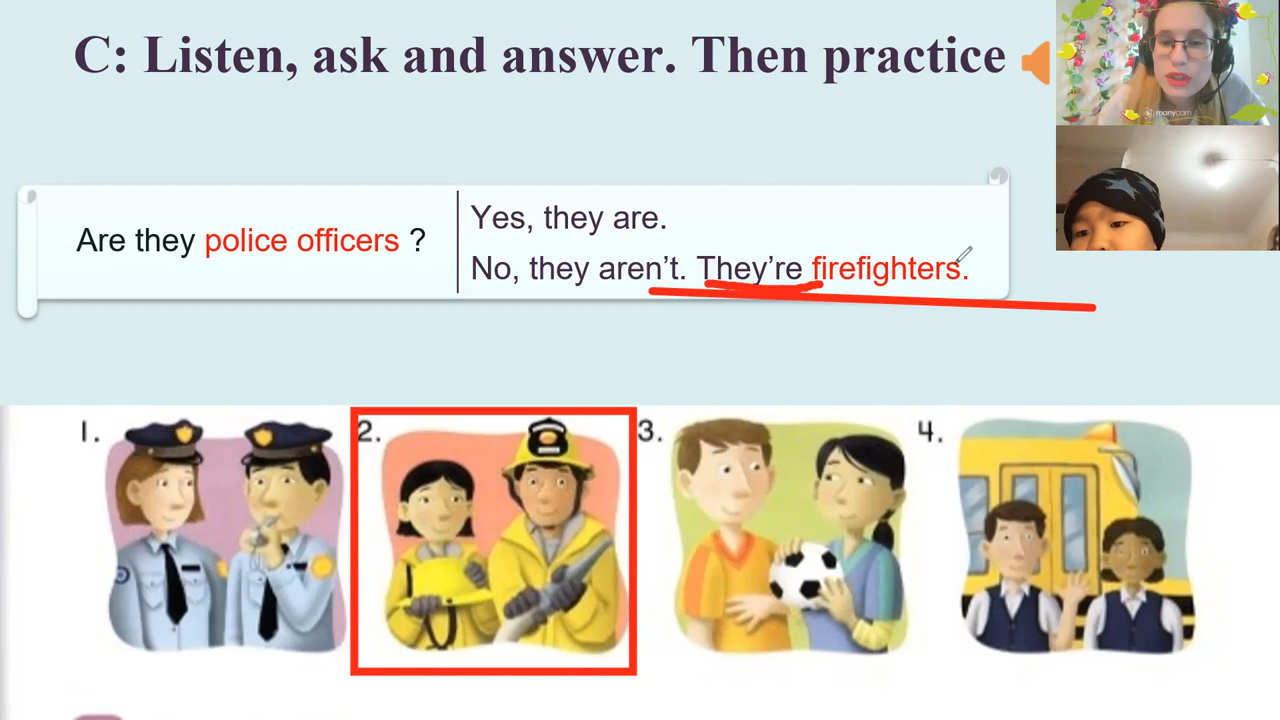 C: Listen, ask and answer. Then practice
manycam
Are they police officers ?
Yes, they are.
No, they aren't. They're firefighters.
1.
2.
3.
4.